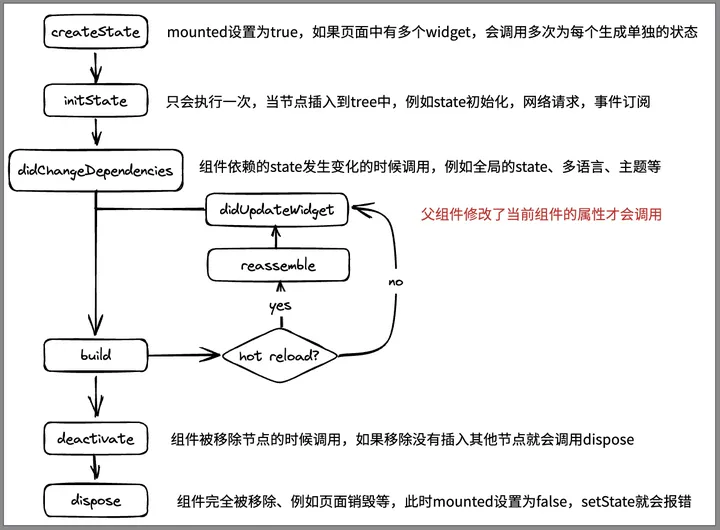 createState
mounted设置为true，如果页面中有多个widget，会调用多次为每个生成单独的状态
initState
只会执行一次，当节点插入到tree中，例如state初始化，网络请求，事件订阅
didChangeDependencies
组件依赖的state发生变化的时候调用，例如全局的state、多语言、主题等
didUpdateWidget
父组件修改了当前组件的属性才会调用
reassemble
no
yes
build
hot reload?
deactivate
组件被移除节点的时候调用，如果移除没有插入其他节点就会调用dispose
dispose
组件完全被移除、例如页面销毁等，此时mounted设置为false，setState就会报错